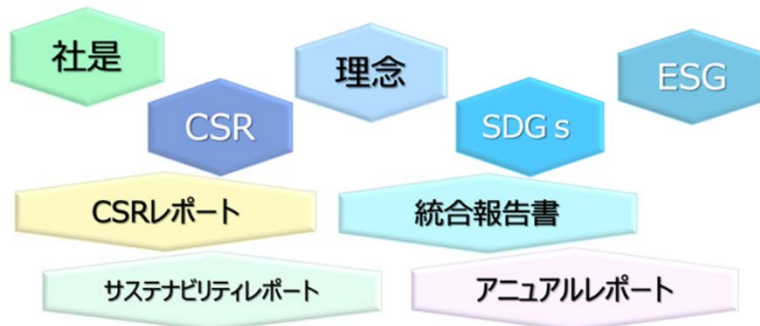 社是
理念
ESG
CSR
SDGs
CSRレポート
統合報告書
サステナビリティレポート
アニュアルレポート